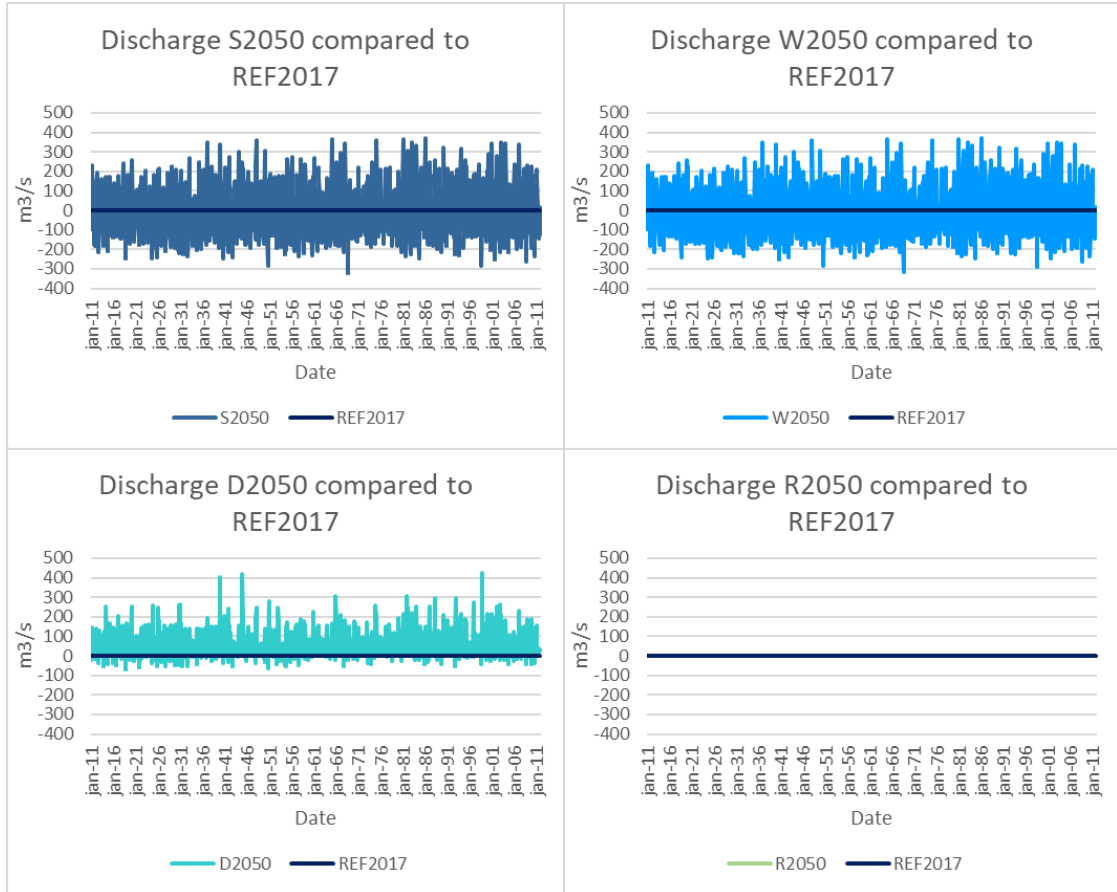 Discharge S2050 compared to
REF2017
500
400
300
200
100
0
-100
-200
-300
-400
m3/s
jan-11
jan-16
jan-21
jan-26
jan-31
jan-36
jan-41
jan-46
jan-51
jan-56
jan-61
jan-66
jan-71
jan-76
jan-81
jan-86
jan-91
jan-96
jan-01
jan-06
jan-11
Date
S2050 REF2017
Discharge W2050 compared to
REF2017
500
400
300
200
100
0
-100
-200
-300
-400
m3/s
jan-11
jan-16
jan-21
jan-26
jan-31
jan-36
jan-41
jan-46
jan-51
jan-56
jan-61
jan-66
jan-71
jan-76
jan-81
jan-86
jan-91
jan-96
jan-01
jan-06
jan-11
Date
W2050 REF2017
Discharge D2050 compared to
REF2017
500
400
300
200
100
0
-100
-200
-300
-400
m3/s
jan-11
jan-16
jan-21
jan-26
jan-31
jan-36
jan-41
jan-46
jan-51
jan-56
jan-61
jan-66
jan-71
jan-76
jan-81
jan-86
jan-91
jan-96
jan-01
jan-06
jan-11
Date
D2050 REF2017
Discharge R2050 compared to
REF2017
500
400
300
200
100
0
-100
-200
-300
-400
m3/s
jan-11
jan-16
jan-21
jan-26
jan-31
jan-36
jan-41
jan-46
jan-51
jan-56
jan-61
jan-66
jan-71
jan-76
jan-81
jan-86
jan-91
jan-96
jan-01
jan-06
jan-11
Date
R2050 REF2017